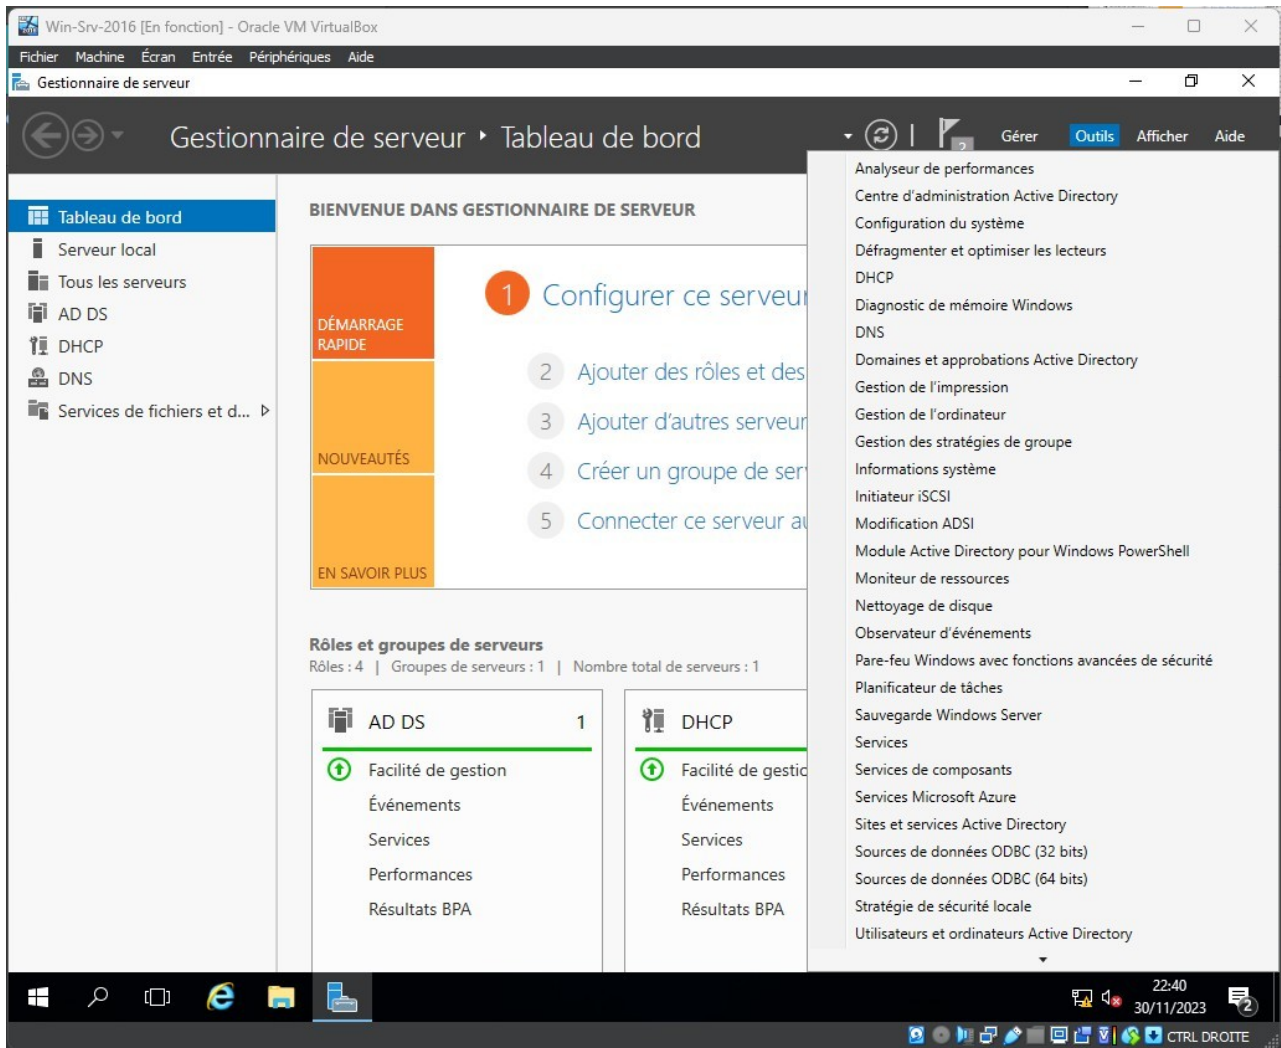 Win-Srv-2016 [En fonction] - Oracle VM VirtualBox
Fichier Machine Écran Entrée Périphériques Aide
Gestionnaire de serveur
Gestionnaire de serveur Tableau de bord
2
Gérer Outils Afficher Aide
Tableau de bord
Serveur local
Tous les serveurs
AD DS
DHCP
DNS
Services de fichiers et d...
BIENVENUE DANS GESTIONNAIRE DE SERVEUR
DÉMARRAGE
RAPIDE
NOUVEAUTÉS
EN SAVOIR PLUS
1 Configurer ce serveur
2 Ajouter des rôles et des
3 Ajouter d'autres serveur
4 Créer un groupe de ser
5 Connecter ce serveur a
Rôles et groupes de serveurs
Rôles : 4 | Groupes de serveurs : 1 | Nombre total de serveurs : 1
AD DS 1
Facilité de gestion
Événements
Services
Performances
Résultats BPA
DHCP
Facilité de gestic
Événements
Services
Performances
Résultats BPA
Analyseur de performances
Centre d'administration Active Directory
Configuration du système
Défragmenter et optimiser les lecteurs
DHCP
Diagnostic de mémoire Windows
DNS
Domaines et approbations Active Directory
Gestion de l'impression
Gestion de l'ordinateur
Gestion des stratégies de groupe
Informations système
Initiateur iSCSI
Modification ADSI
Module Active Directory pour Windows PowerShell
Moniteur de ressources
Nettoyage de disque
Observateur d'événements
Pare-feu Windows avec fonctions avancées de sécurité
Planificateur de tâches
Sauvegarde Windows Server
Services
Services de composants
Services Microsoft Azure
Sites et services Active Directory
Sources de données ODBC (32 bits)
Sources de données ODBC (64 bits)
Stratégie de sécurité locale
Utilisateurs et ordinateurs Active Directory
22:40
30/11/2023
2
CTRL DROITE